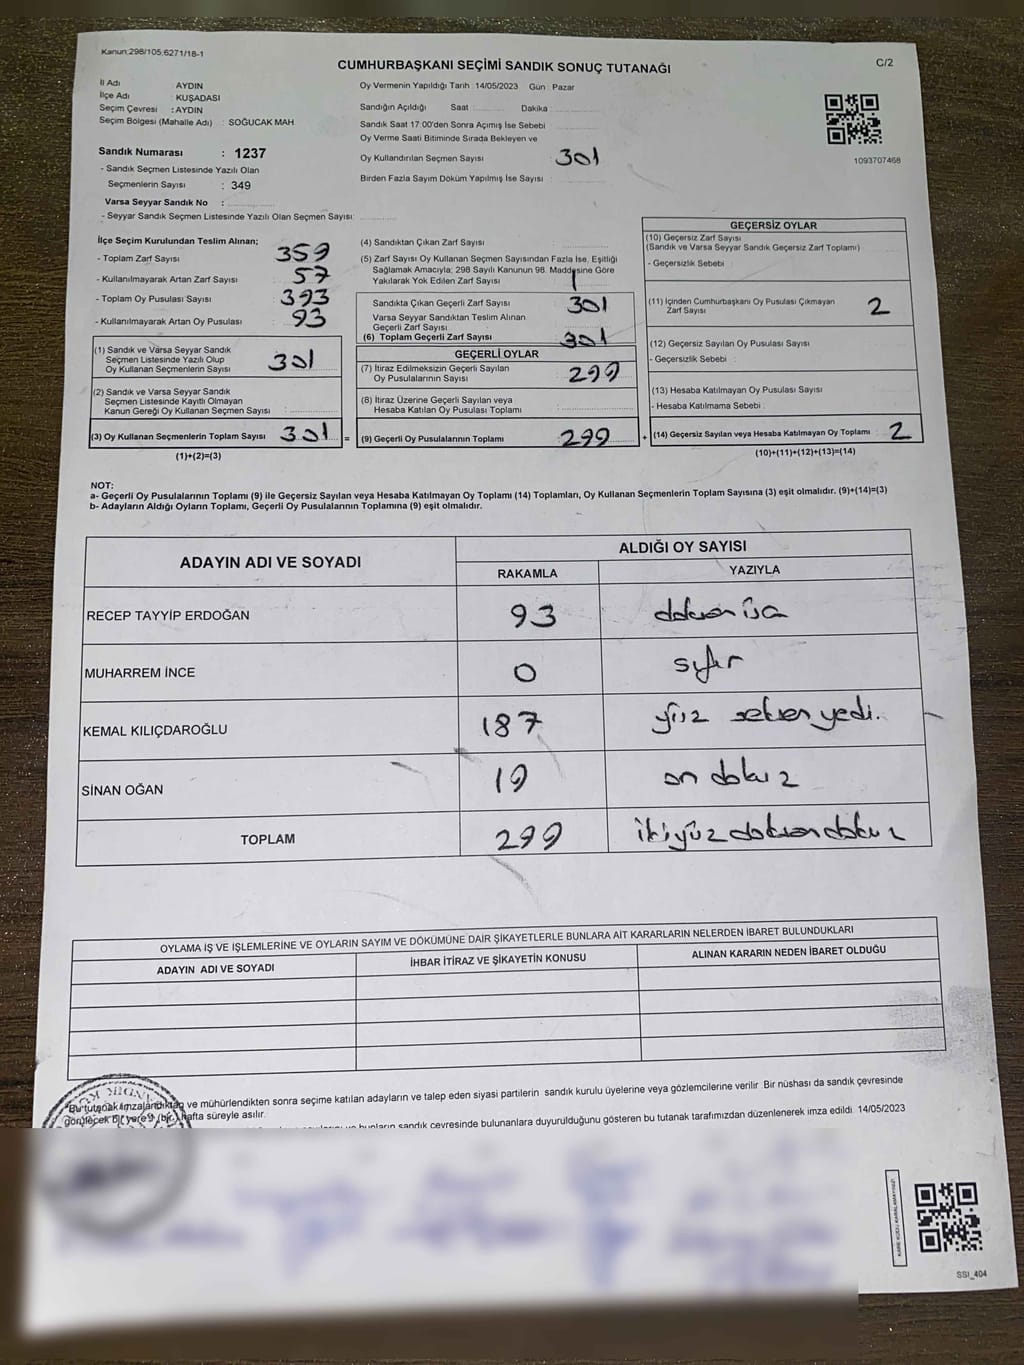 Kanun:298/105,6271/18-1
CUMHURBAŞKANI SEÇİMİ SANDIK SONUÇ TUTANAĞI
C/2
İl Adı : AYDIN
İlçe Adı : KUŞADASI
Seçim Çevresi : AYDIN
Seçim Bölgesi (Mahalle Adı) : SOĞUCAK MAH
Sandık Numarası : 1237
- Sandık Seçmen Listesinde Yazılı Olan
Seçmenlerin Sayısı : 349
Varsa Seyyar Sandık No :
- Seyyar Sandık Seçmen Listesinde Yazılı Olan Seçmen Sayısı:
Oy Vermenin Yapıldığı Tarih : 14/05/2023 Gün : Pazar
Sandığın Açıldığı Saat Dakika
Sandık Saat 17:00'den Sonra Açımış İse Sebebi
Oy Verme Saati Bitiminde Sırada Bekleyen ve
Oy Kullandırılan Seçmen Sayısı 301
Birden Fazla Sayım Döküm Yapılmış İse Sayısı :
1093707468
İlçe Seçim Kurulundan Teslim Alınan;
- Toplam Zarf Sayısı 359
- Kullanılmayarak Artan Zarf Sayısı 57
- Toplam Oy Pusulası Sayısı 393
- Kullanılmayarak Artan Oy Pusulası 93
(1) Sandık ve Varsa Seyyar Sandık
Seçmen Listesinde Yazılı Olup
Oy Kullanan Seçmenlerin Sayısı 301
(2) Sandık ve Varsa Seyyar Sandık
Seçmen Listesinde Kayıtlı Olmayan
Kanun Gereği Oy Kullanan Seçmen Sayısı :
(3) Oy Kullanan Seçmenlerin Toplam Sayısı 301 =
(1)+(2)=(3)
(4) Sandıktan Çıkan Zarf Sayısı
(5) Zarf Sayısı Oy Kullanan Seçmen Sayısından Fazla İse, Eşitliği
Sağlamak Amacıyla; 298 Sayılı Kanunun 98. Maddesine Göre
Yakılarak Yok Edilen Zarf Sayısı 1
Sandıkta Çıkan Geçerli Zarf Sayısı 301
Varsa Seyyar Sandıktan Teslim Alınan
Geçerli Zarf Sayısı
(6) Toplam Geçerli Zarf Sayısı 301
GEÇERLİ OYLAR
(7) İtiraz Edilmeksizin Geçerli Sayılan
Oy Pusulalarının Sayısı 299
(8) İtiraz Üzerine Geçerli Sayılan veya
Hesaba Katılan Oy Pusulası Toplamı
(9) Geçerli Oy Pusulalarının Toplamı 299 +
GEÇERSİZ OYLAR
(10) Geçersiz Zarf Sayısı
(Sandık ve Varsa Seyyar Sandık Geçersiz Zarf Toplamı)
- Geçersizlik Sebebi :
(11) İçinden Cumhurbaşkanı Oy Pusulası Çıkmayan
Zarf Sayısı 2
(12) Geçersiz Sayılan Oy Pusulası Sayısı
- Geçersizlik Sebebi :
(13) Hesaba Katılmayan Oy Pusulası Sayısı
- Hesaba Katılmama Sebebi :
(14) Geçersiz Sayılan veya Hesaba Katılmayan Oy Toplamı : 2
(10)+(11)+(12)+(13)=(14)
NOT:
a- Geçerli Oy Pusulalarının Toplamı (9) ile Geçersiz Sayılan veya Hesaba Katılmayan Oy Toplamı (14) Toplamları, Oy Kullanan Seçmenlerin Toplam Sayısına (3) eşit olmalıdır. (9)+(14)=(3)
b- Adayların Aldığı Oyların Toplamı, Geçerli Oy Pusulalarının Toplamına (9) eşit olmalıdır.
ADAYIN ADI VE SOYADI
ALDIĞI OY SAYISI
RAKAMLA YAZIYLA
RECEP TAYYİP ERDOĞAN 93 doksan üç
MUHARREM İNCE 0 sıfır
KEMAL KILIÇDAROĞLU 187 yüz seksen yedi.
SİNAN OĞAN 19 on dokuz
TOPLAM 299 iki yüz doksan dokuz
OYLAMA İŞ VE İŞLEMLERİNE VE OYLARIN SAYIM VE DÖKÜMÜNE DAİR ŞİKAYETLERLE BUNLARA AİT KARARLARIN NELERDEN İBARET BULUNDUKLARI
ADAYIN ADI VE SOYADI İHBAR İTİRAZ VE ŞİKAYETİN KONUSU ALINAN KARARIN NEDEN İBARET OLDUĞU
Bu tutanak imzalandıktan ve mühürlendikten sonra seçime katılan adayların ve talep eden siyasi partilerin sandık kurulu üyelerine veya gözlemcilerine verilir. Bir nüshası da sandık çevresinde
görülecek bir yere bir hafta süreyle asılır.
bunların sandık çevresinde bulunanlara duyurulduğunu gösteren bu tutanak tarafımızdan düzenlenerek imza edildi. 14/05/2023
KARE KODU KARALAMAYINIZ!
SSI_404